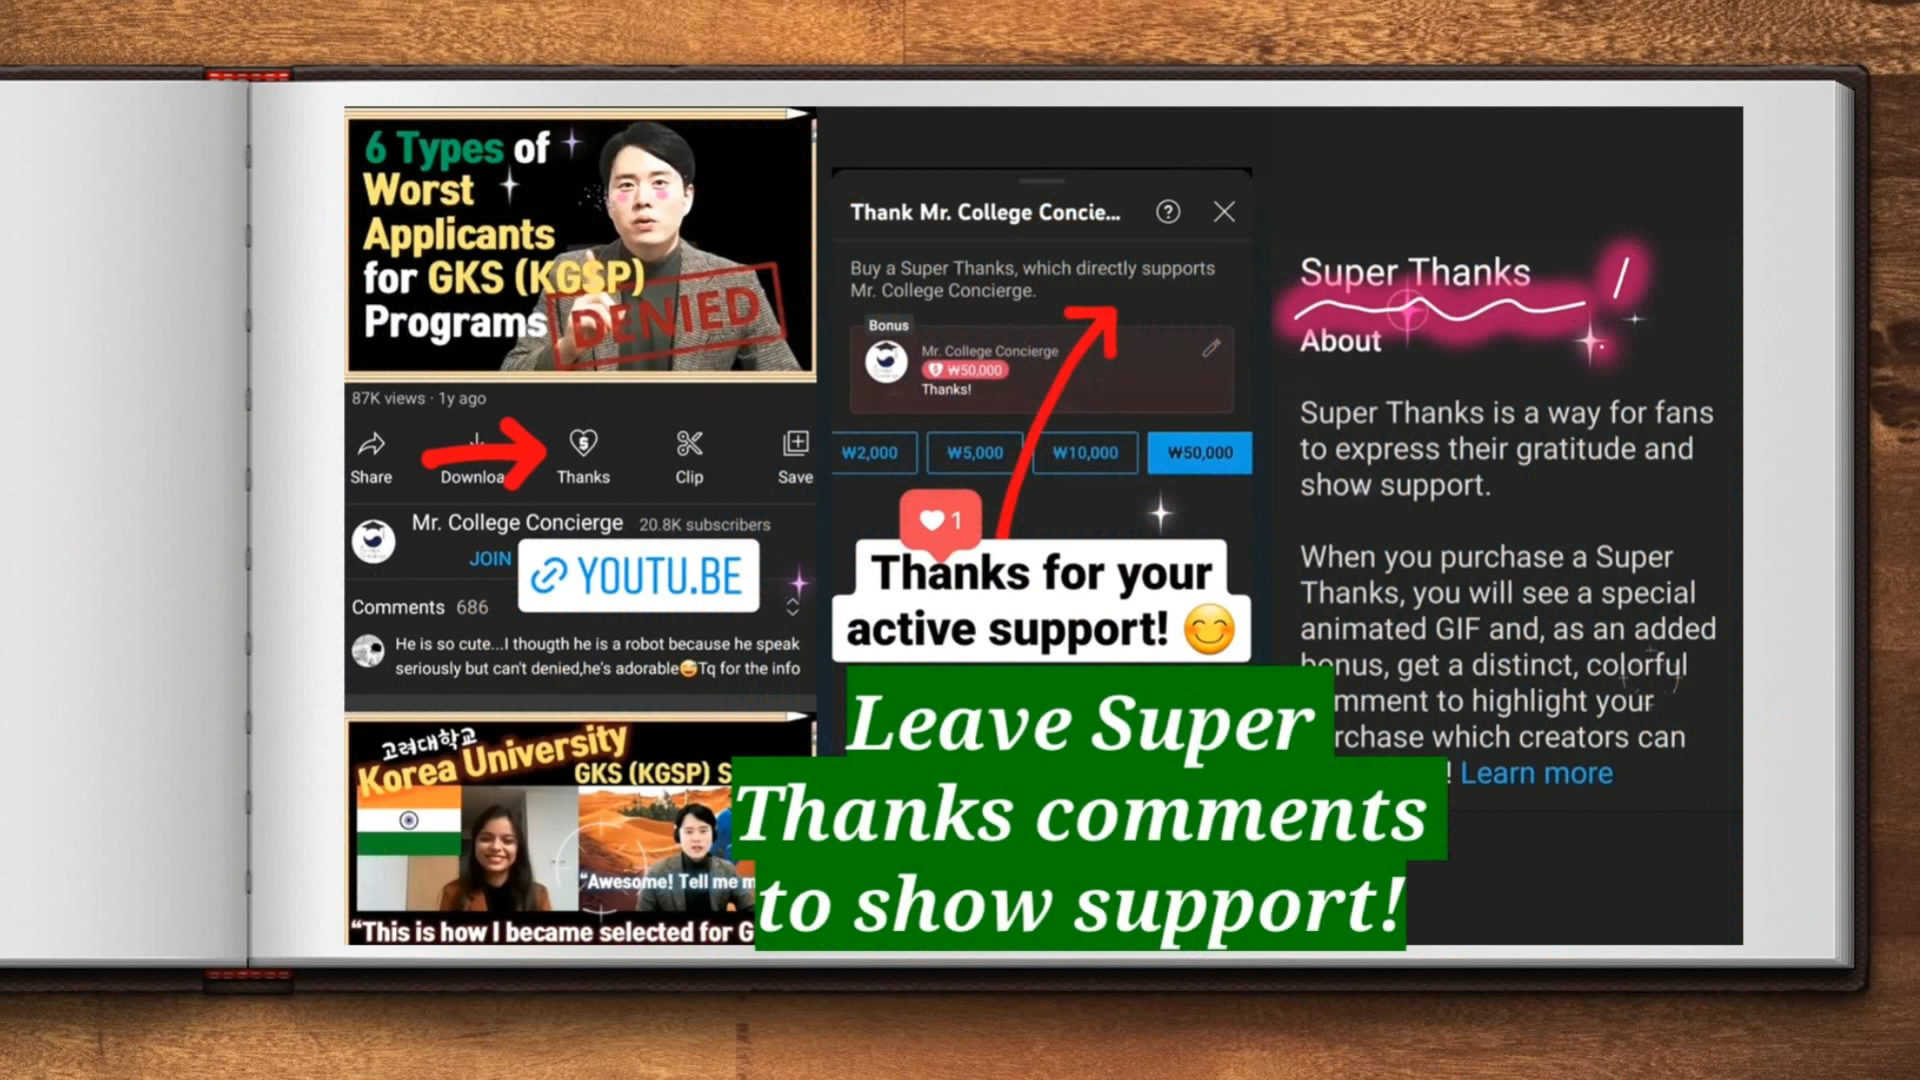 6 Types of
Worst
Applicants
for GKS (KGSP)
Programs
DENIED
87K views · 1y ago
Share
Downloa
Thanks
Clip
Save
Mr. College Concierge 20.8K subscribers
JOIN
YOUTU.BE
Comments 686
He is so cute...I thougth he is a robot because he speak
seriously but can't denied,he's adorable😅Tq for the info
고려대학교
Korea University
GKS (KGSP) S
"Awesome! Tell me m
"This is how I became selected for G
Thank Mr. College Concie...
Buy a Super Thanks, which directly supports
Mr. College Concierge.
Bonus
Mr. College Concierge
₩50,000
Thanks!
₩2,000
₩5,000
₩10,000
₩50,000
1
Thanks for your
active support! 😊
Super Thanks
About
Super Thanks is a way for fans
to express their gratitude and
show support.
When you purchase a Super
Thanks, you will see a special
animated GIF and, as an added
bonus, get a distinct, colorful
mment to highlight your
rchase which creators can
! Learn more
Leave Super
Thanks comments
to show support!